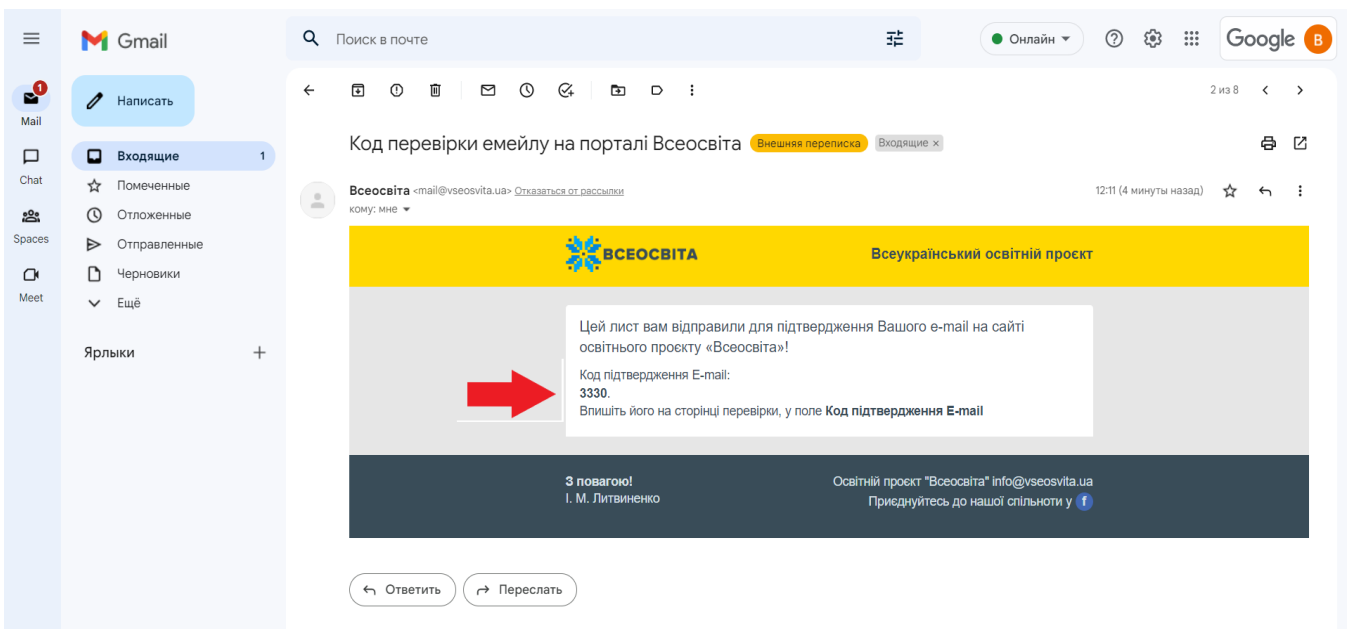 Gmail
Поиск в почте
Онлайн
Google
В
1
Mail
Написать
2 из 8
Код перевірки емейлу на порталі Всеосвіта Внешняя переписка Входящие ×
Входящие 1
Chat
Помеченные
Всеосвіта <mail@vseosvita.ua> Отказаться от рассылки
12:11 (4 минуты назад)
кому: мне
Отложенные
Spaces
Отправленные
Черновики
Meet
Ещё
Ярлыки
ВСЕОСВІТА
Всеукраїнський освітній проєкт
Цей лист вам відправили для підтвердження Вашого e-mail на сайті
освітнього проєкту «Всеосвіта»!
Код підтвердження E-mail:
3330.
Впишіть його на сторінці перевірки, у поле Код підтвердження E-mail
З повагою!
І. М. Литвиненко
Освітній проєкт "Всеосвіта" info@vseosvita.ua
Приєднуйтесь до нашої спільноти у f
Ответить
Переслать